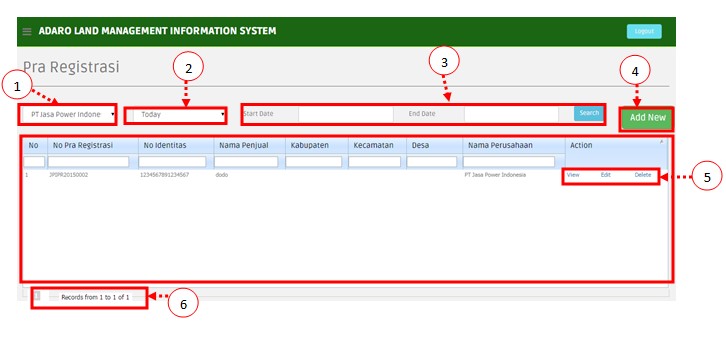 ADARO LAND MANAGEMENT INFORMATION SYSTEM
Logout
Pra Registrasi
1
2
3
4
PT Jasa Power Indone
Today
Start Date
End Date
Search
Add New
No No Pra Registrasi No Identitas Nama Penjual Kabupaten Kecamatan Desa Nama Perusahaan Action
1 JPIPR20150002 1234567891234567 dodo PT Jasa Power Indonesia View Edit Delete
5
Records from 1 to 1 of 1
6